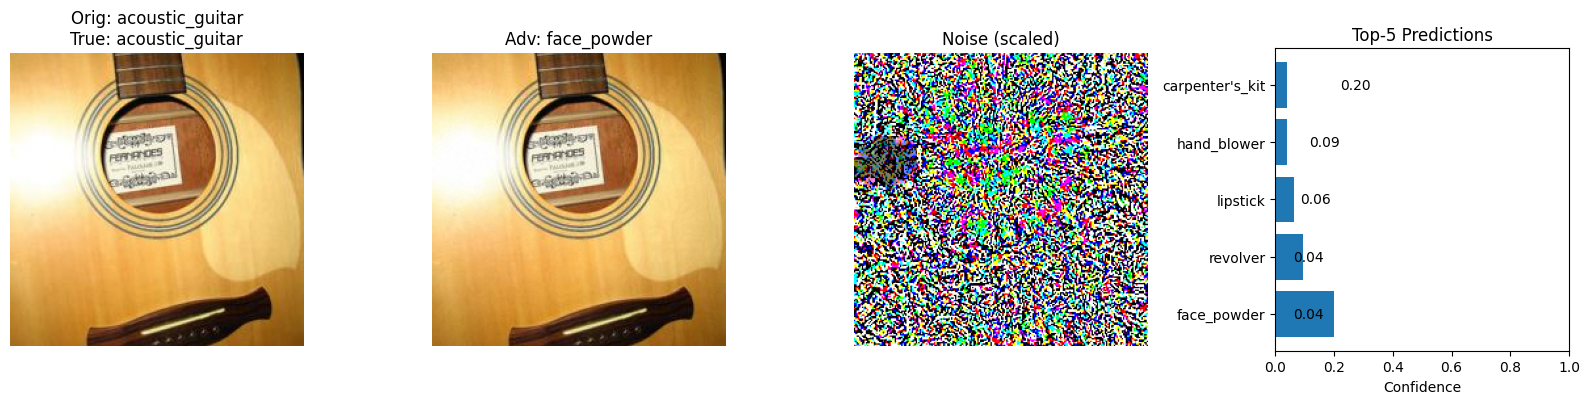 Orig: acoustic_guitar
True: acoustic_guitar
FERNANDES
Adv: face_powder
FERNANDES
Noise (scaled)
Top-5 Predictions
carpenter's_kit
0.20
hand_blower
0.09
lipstick
0.06
revolver
0.04
face_powder
0.04
0.0 0.2 0.4 0.6 0.8 1.0
Confidence